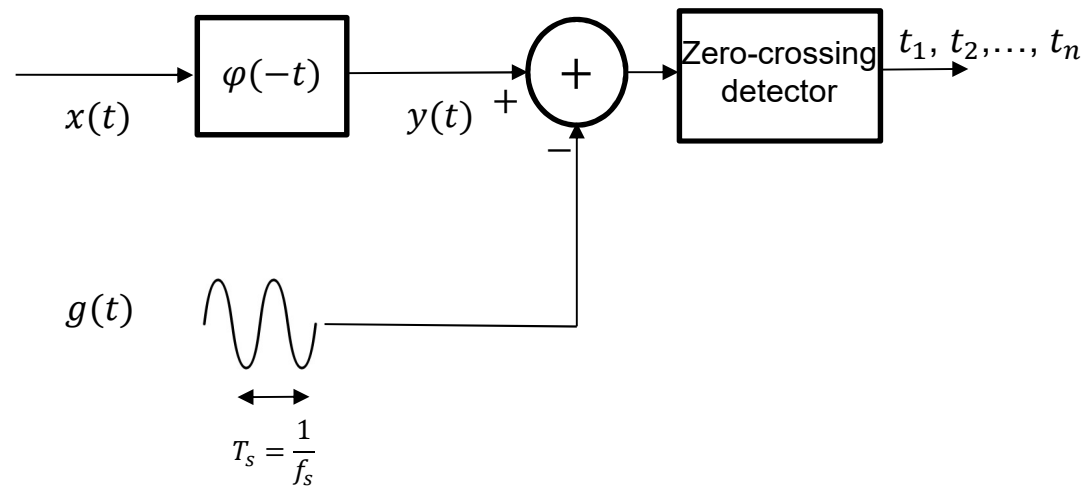 φ(−t)
+
Zero-crossing
detector
t₁, t₂,…, tₙ
x(t)
y(t)
+
−
g(t)
Tₛ = 1/fₛ